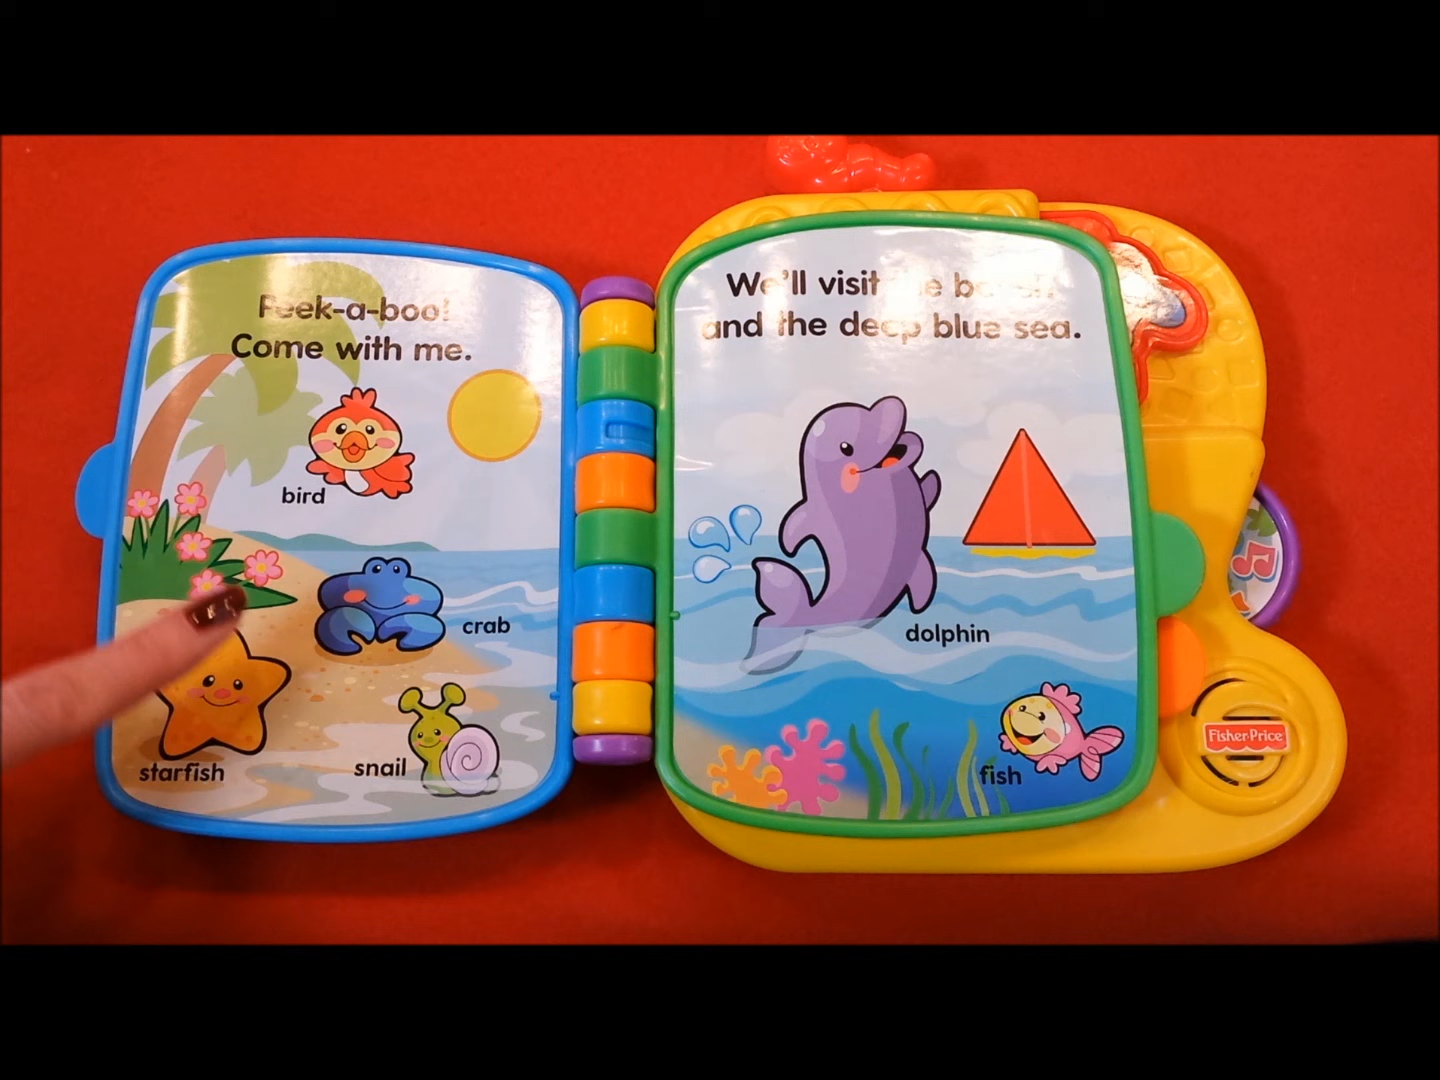 Peek-a-boo!
Come with me.
bird
crab
starfish
snail
We'll visit
and the deep blue sea.
dolphin
fish
Fisher-Price